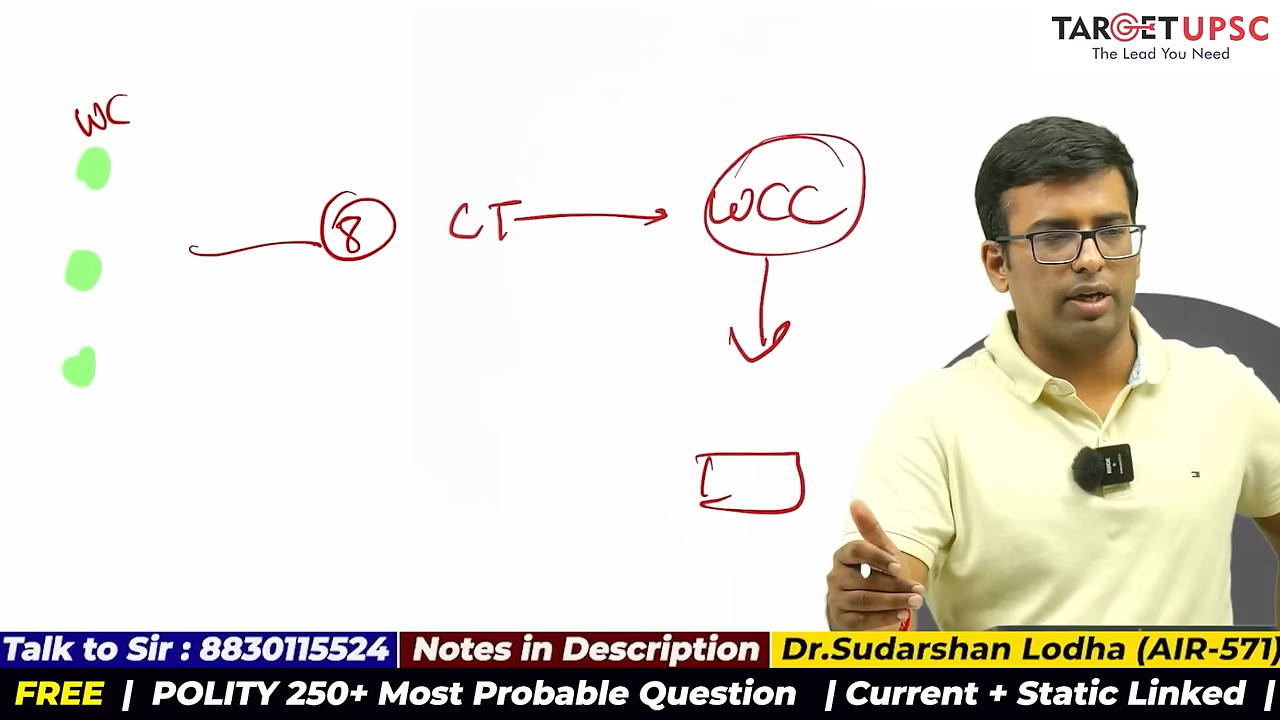 TARGETUPSC
The Lead You Need
WC
8 CT
WCC
Talk to Sir : 8830115524 Notes in Description Dr.Sudarshan Lodha (AIR-571)
FREE | POLITY 250+ Most Probable Question | Current + Static Linked |